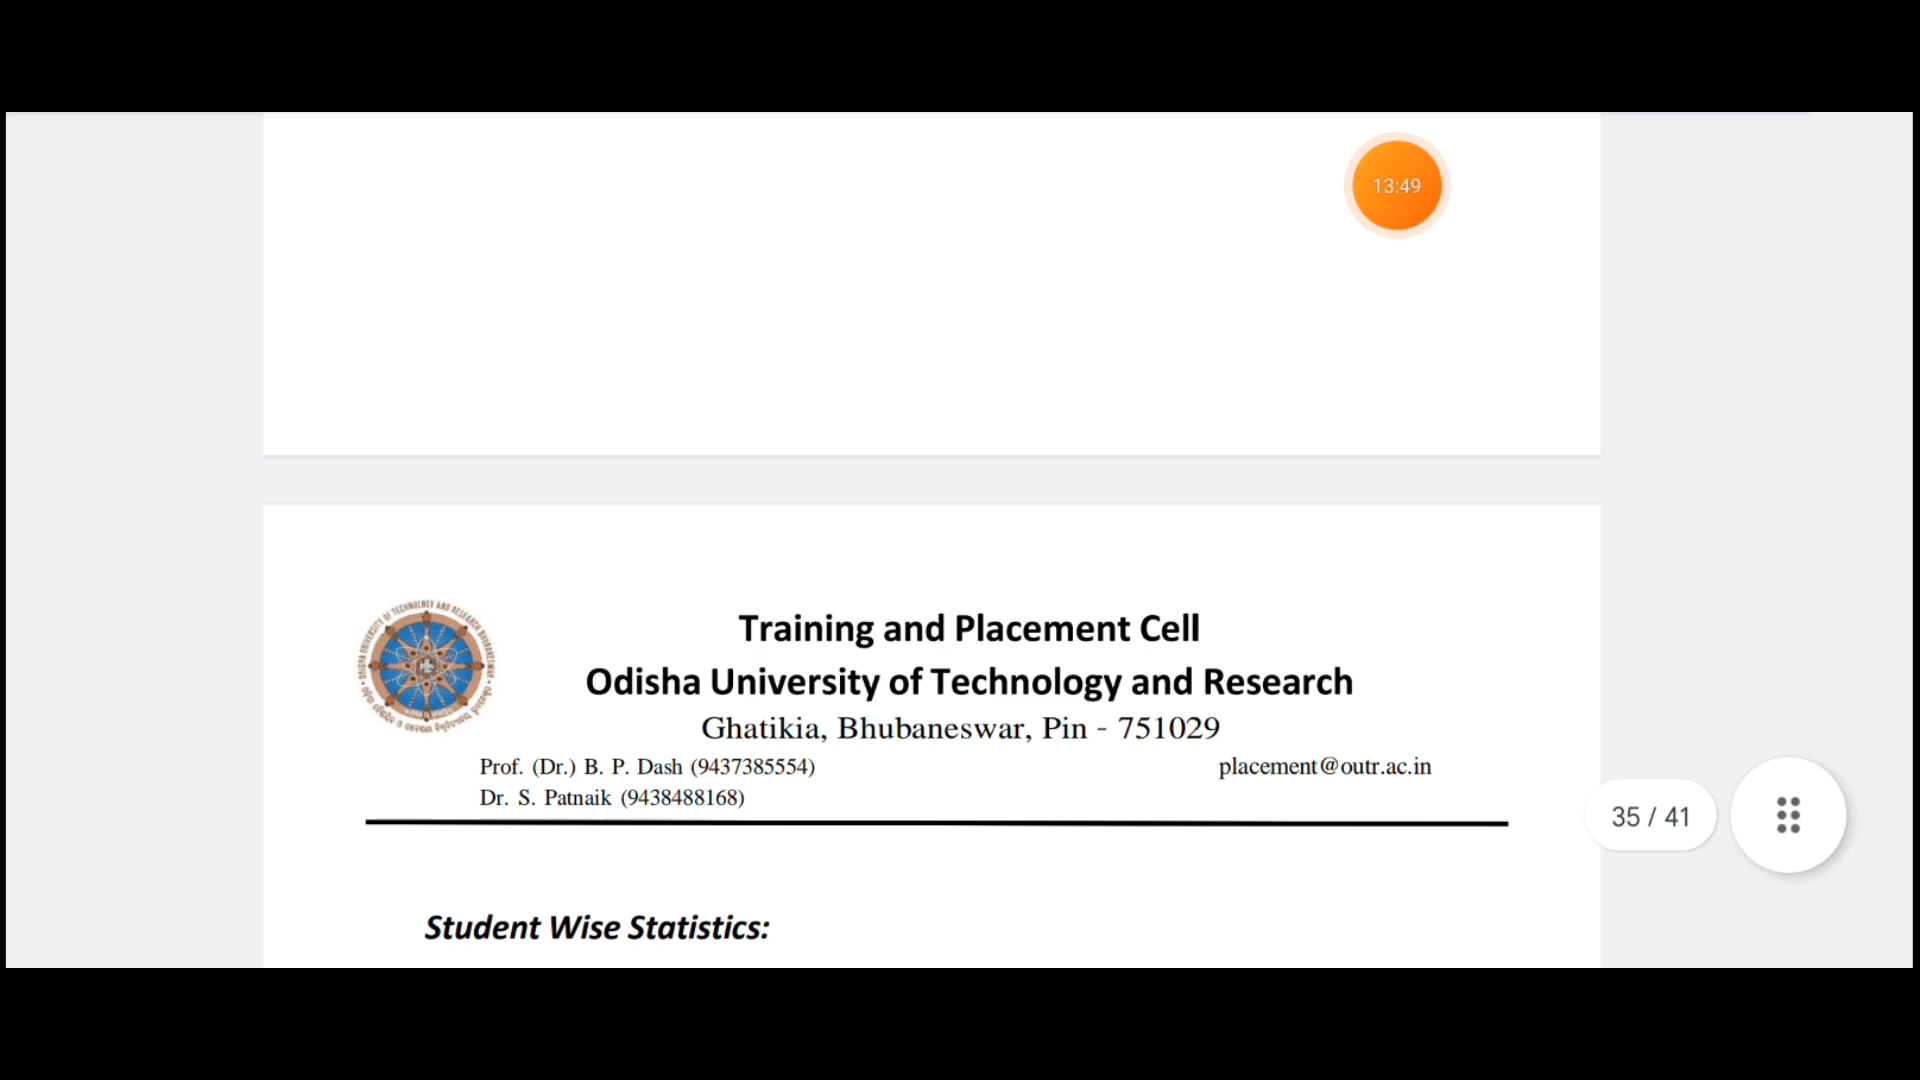 13:49
Training and Placement Cell
Odisha University of Technology and Research
Ghatikia, Bhubaneswar, Pin - 751029
Prof. (Dr.) B. P. Dash (9437385554)
placement@outr.ac.in
Dr. S. Patnaik (9438488168)
35 / 41
Student Wise Statistics: